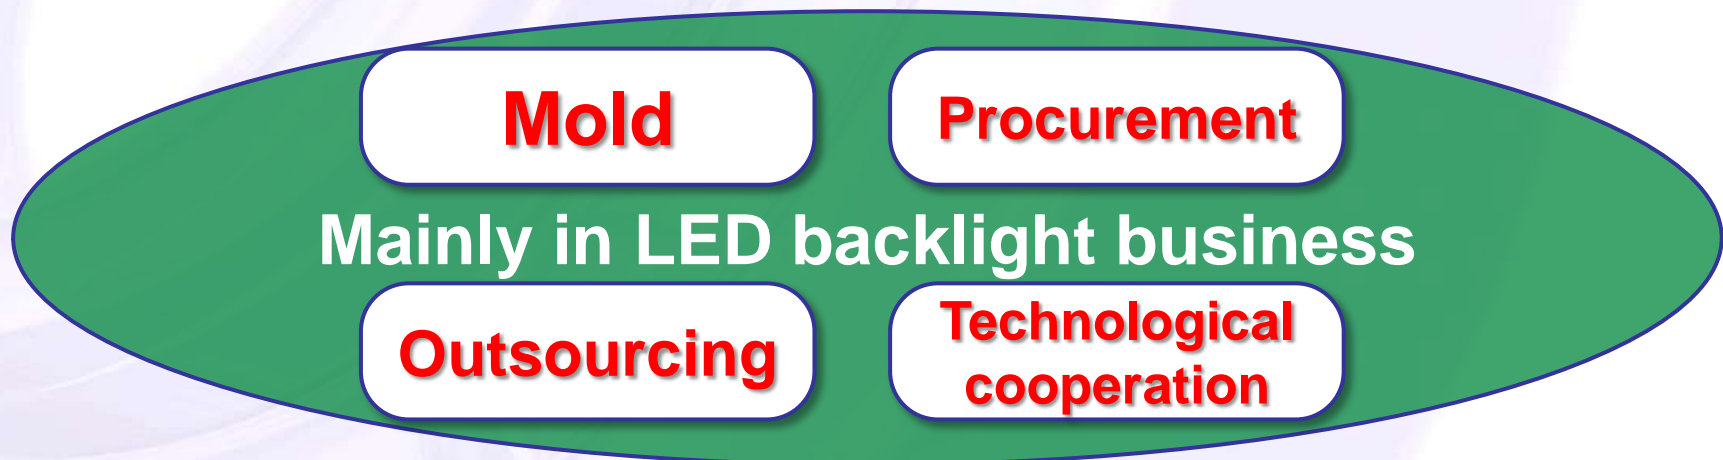 Mold
Procurement
Mainly in LED backlight business
Outsourcing
Technological
cooperation